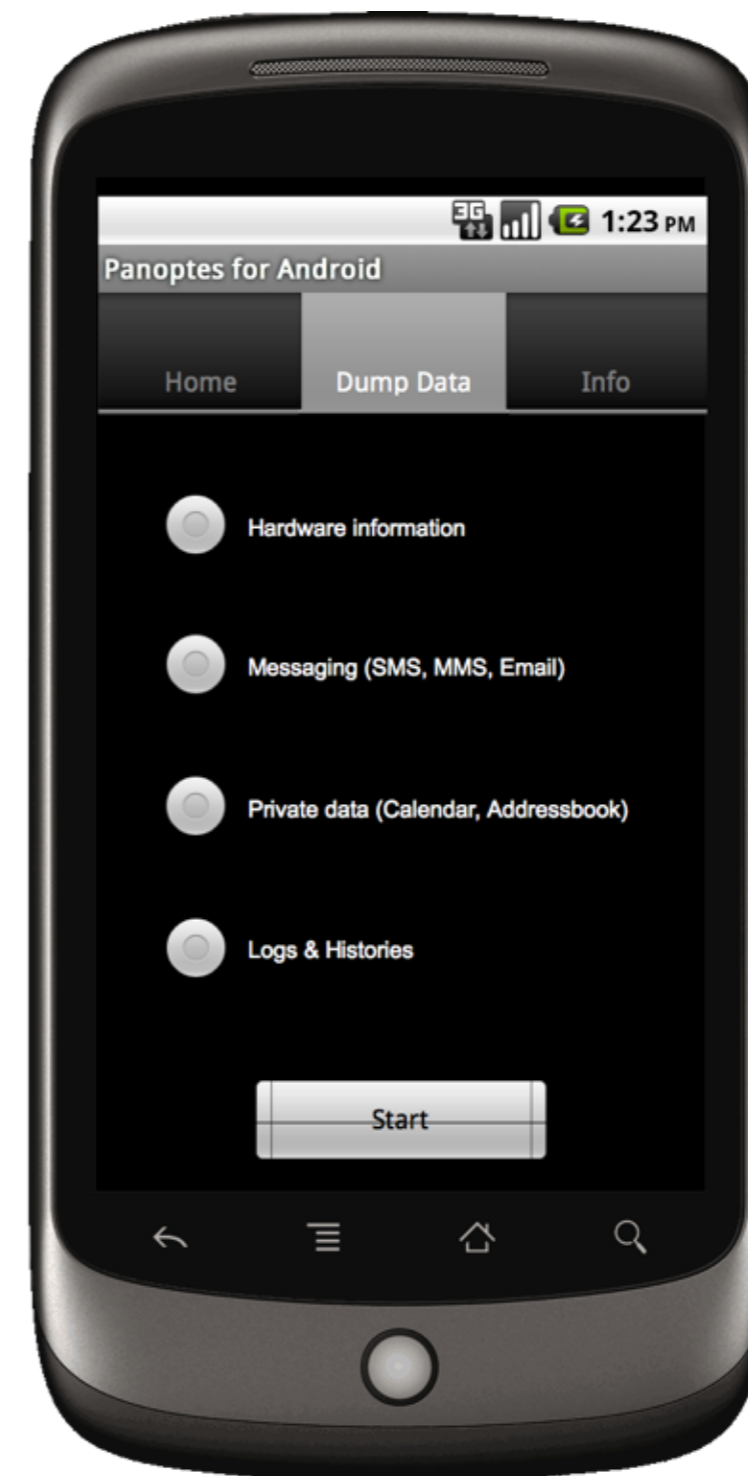 3G 1:23 PM
Panoptes for Android
Home Dump Data Info
Hardware information
Messaging (SMS, MMS, Email)
Private data (Calendar, Addressbook)
Logs & Histories
Start